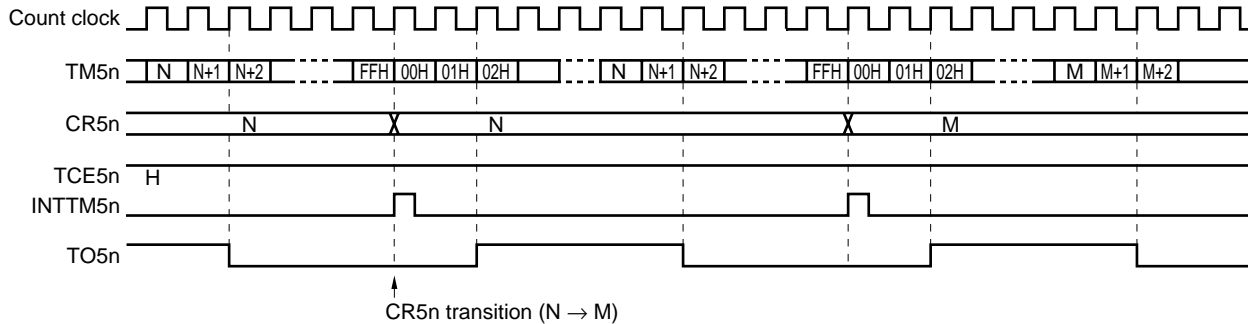 Count clock
TM5n N N+1 N+2 FFH 00H 01H 02H N N+1 N+2 FFH 00H 01H 02H M M+1 M+2
CR5n N N M
TCE5n H
INTTM5n
TO5n
CR5n transition (N → M)